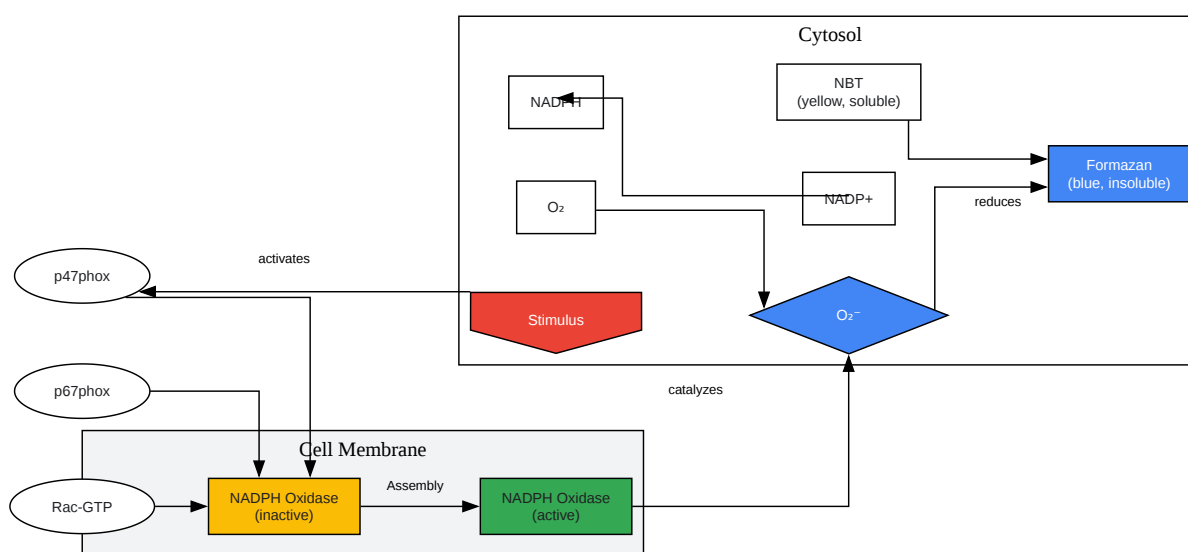 Cytosol
NBT
(yellow, soluble)
NADPH
Formazan
(blue, insoluble)
reduces
NADP+
O₂
activates
p47phox
Stimulus
O₂⁻
p67phox
catalyzes
Cell Membrane
Assembly
Rac-GTP
NADPH Oxidase
(inactive)
NADPH Oxidase
(active)